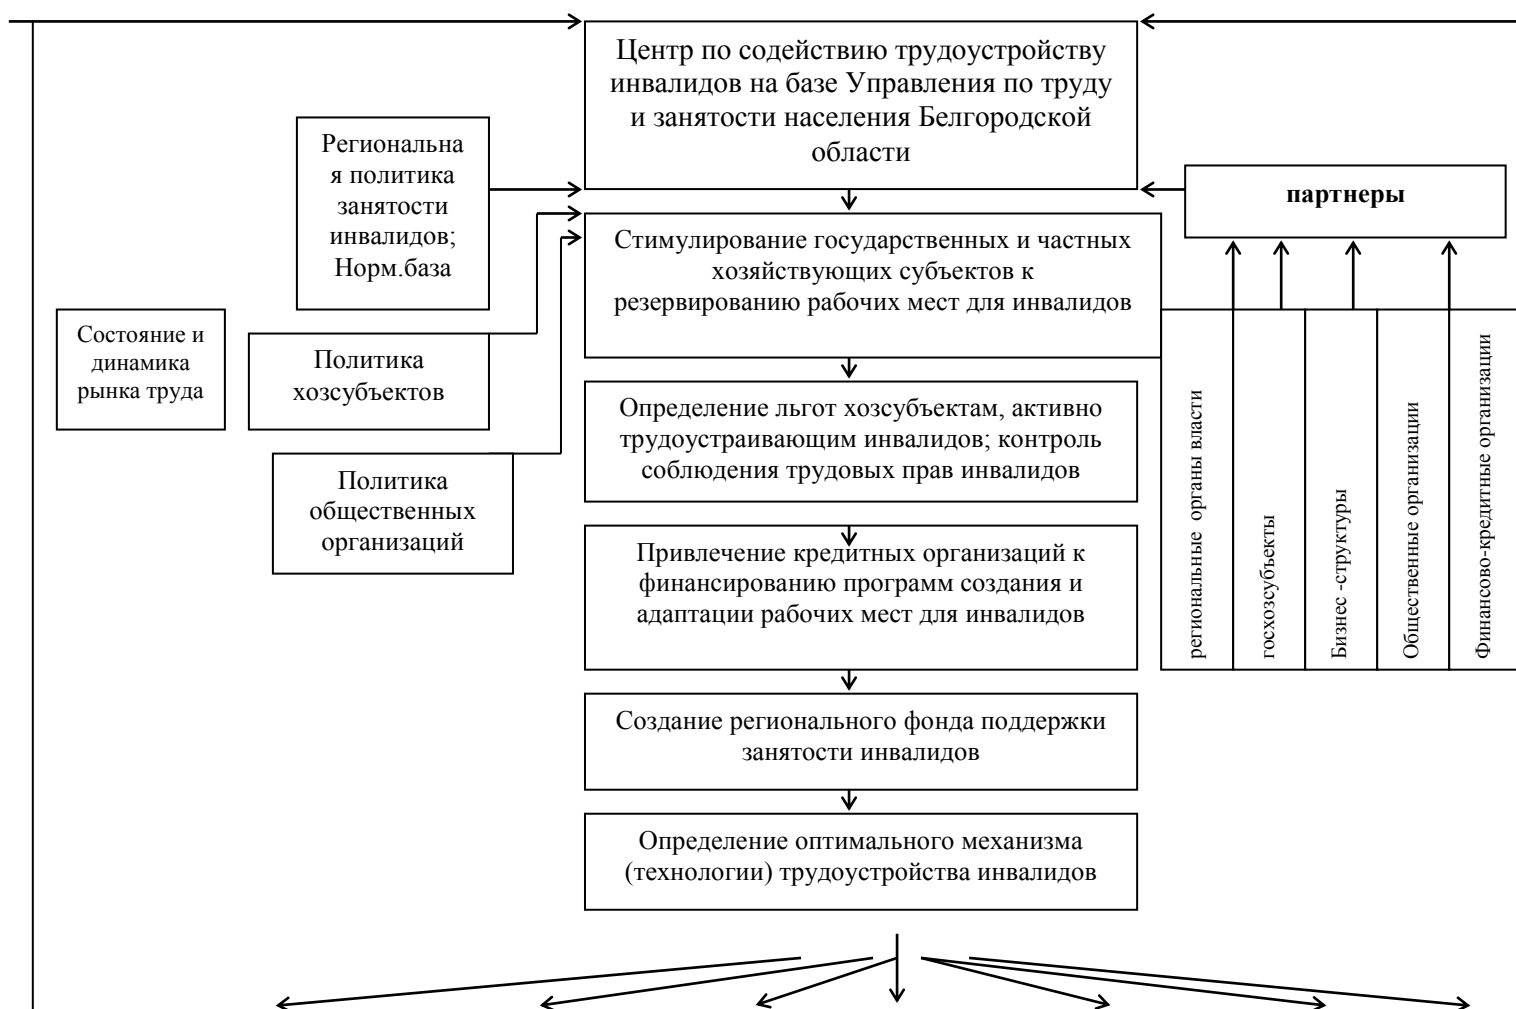 Центр по содействию трудоустройству
инвалидов на базе Управления по труду
и занятости населения Белгородской
области
Региональна
я политика
занятости
инвалидов;
Норм.база
партнеры
Стимулирование государственных и частных
хозяйствующих субъектов к
резервированию рабочих мест для инвалидов
Состояние и
динамика
рынка труда
Политика
хозсубъектов
Определение льгот хозсубъектам, активно
трудоустраивающим инвалидов; контроль
соблюдения трудовых прав инвалидов
Политика
общественных
организаций
Привлечение кредитных организаций к
финансированию программ создания и
адаптации рабочих мест для инвалидов
региональные органы власти
госхозсубъекты
Бизнес -структуры
Общественные организации
Финансово-кредитные организации
Создание регионального фонда поддержки
занятости инвалидов
Определение оптимального механизма
(технологии) трудоустройства инвалидов